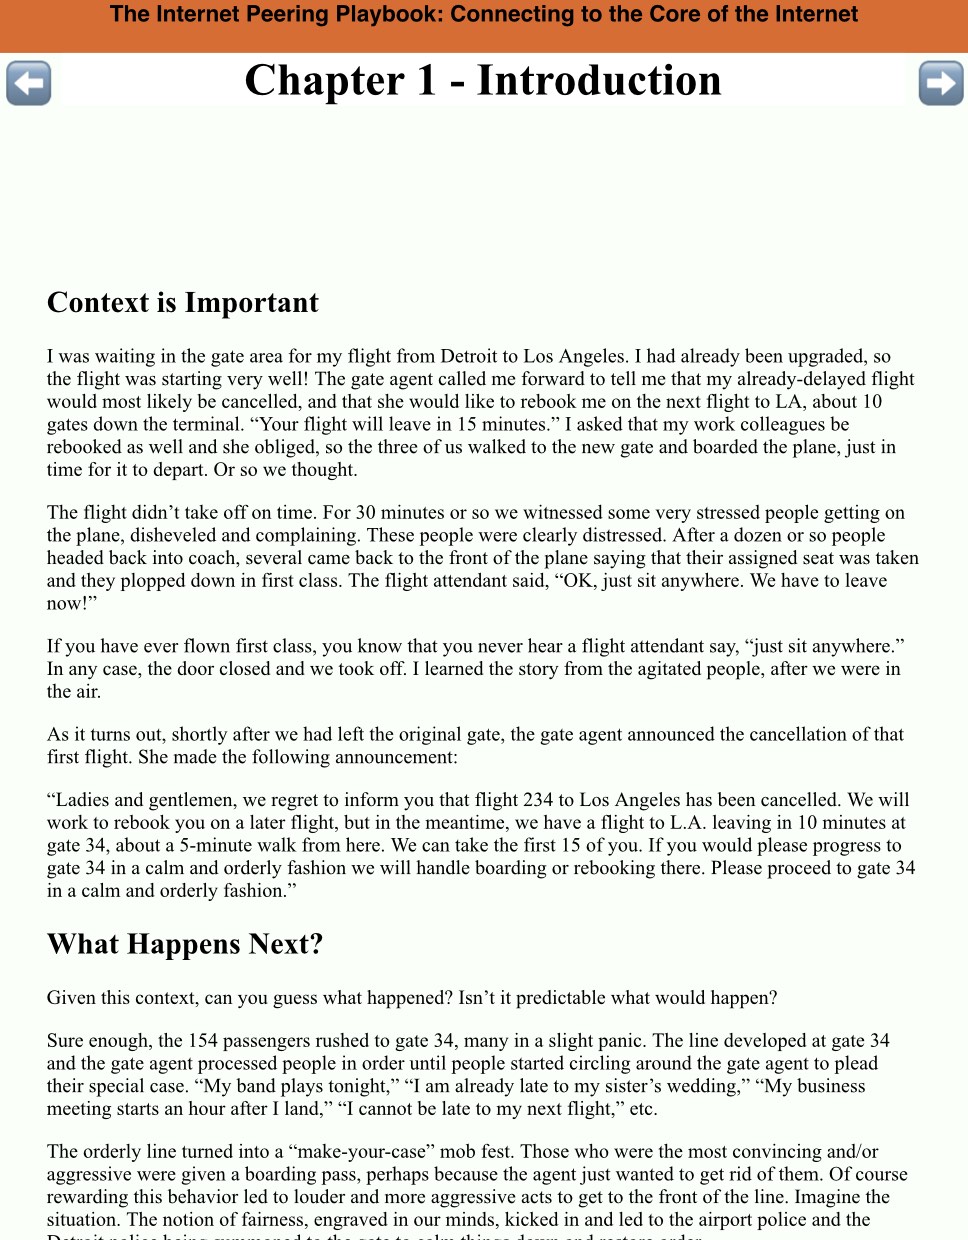 The Internet Peering Playbook: Connecting to the Core of the Internet
Chapter 1 - Introduction
Context is Important
I was waiting in the gate area for my flight from Detroit to Los Angeles. I had already been upgraded, so
the flight was starting very well! The gate agent called me forward to tell me that my already-delayed flight
would most likely be cancelled, and that she would like to rebook me on the next flight to LA, about 10
gates down the terminal. “Your flight will leave in 15 minutes.” I asked that my work colleagues be
rebooked as well and she obliged, so the three of us walked to the new gate and boarded the plane, just in
time for it to depart. Or so we thought.
The flight didn’t take off on time. For 30 minutes or so we witnessed some very stressed people getting on
the plane, disheveled and complaining. These people were clearly distressed. After a dozen or so people
headed back into coach, several came back to the front of the plane saying that their assigned seat was taken
and they plopped down in first class. The flight attendant said, “OK, just sit anywhere. We have to leave
now!”
If you have ever flown first class, you know that you never hear a flight attendant say, “just sit anywhere.”
In any case, the door closed and we took off. I learned the story from the agitated people, after we were in
the air.
As it turns out, shortly after we had left the original gate, the gate agent announced the cancellation of that
first flight. She made the following announcement:
“Ladies and gentlemen, we regret to inform you that flight 234 to Los Angeles has been cancelled. We will
work to rebook you on a later flight, but in the meantime, we have a flight to L.A. leaving in 10 minutes at
gate 34, about a 5-minute walk from here. We can take the first 15 of you. If you would please progress to
gate 34 in a calm and orderly fashion we will handle boarding or rebooking there. Please proceed to gate 34
in a calm and orderly fashion.”
What Happens Next?
Given this context, can you guess what happened? Isn’t it predictable what would happen?
Sure enough, the 154 passengers rushed to gate 34, many in a slight panic. The line developed at gate 34
and the gate agent processed people in order until people started circling around the gate agent to plead
their special case. “My band plays tonight,” “I am already late to my sister’s wedding,” “My business
meeting starts an hour after I land,” “I cannot be late to my next flight,” etc.
The orderly line turned into a “make-your-case” mob fest. Those who were the most convincing and/or
aggressive were given a boarding pass, perhaps because the agent just wanted to get rid of them. Of course
rewarding this behavior led to louder and more aggressive acts to get to the front of the line. Imagine the
situation. The notion of fairness, engraved in our minds, kicked in and led to the airport police and the
Detroit police being summoned to the gate to calm things down and restore order.